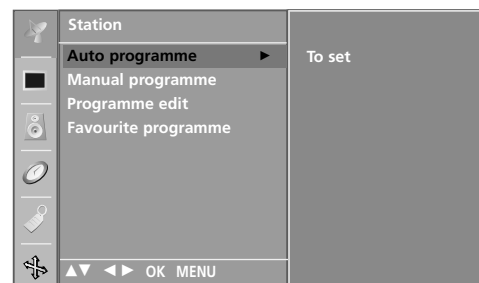 Station
Auto programme ►
To set
Manual programme
Programme edit
Favourite programme
▲▼ ◄► OK MENU